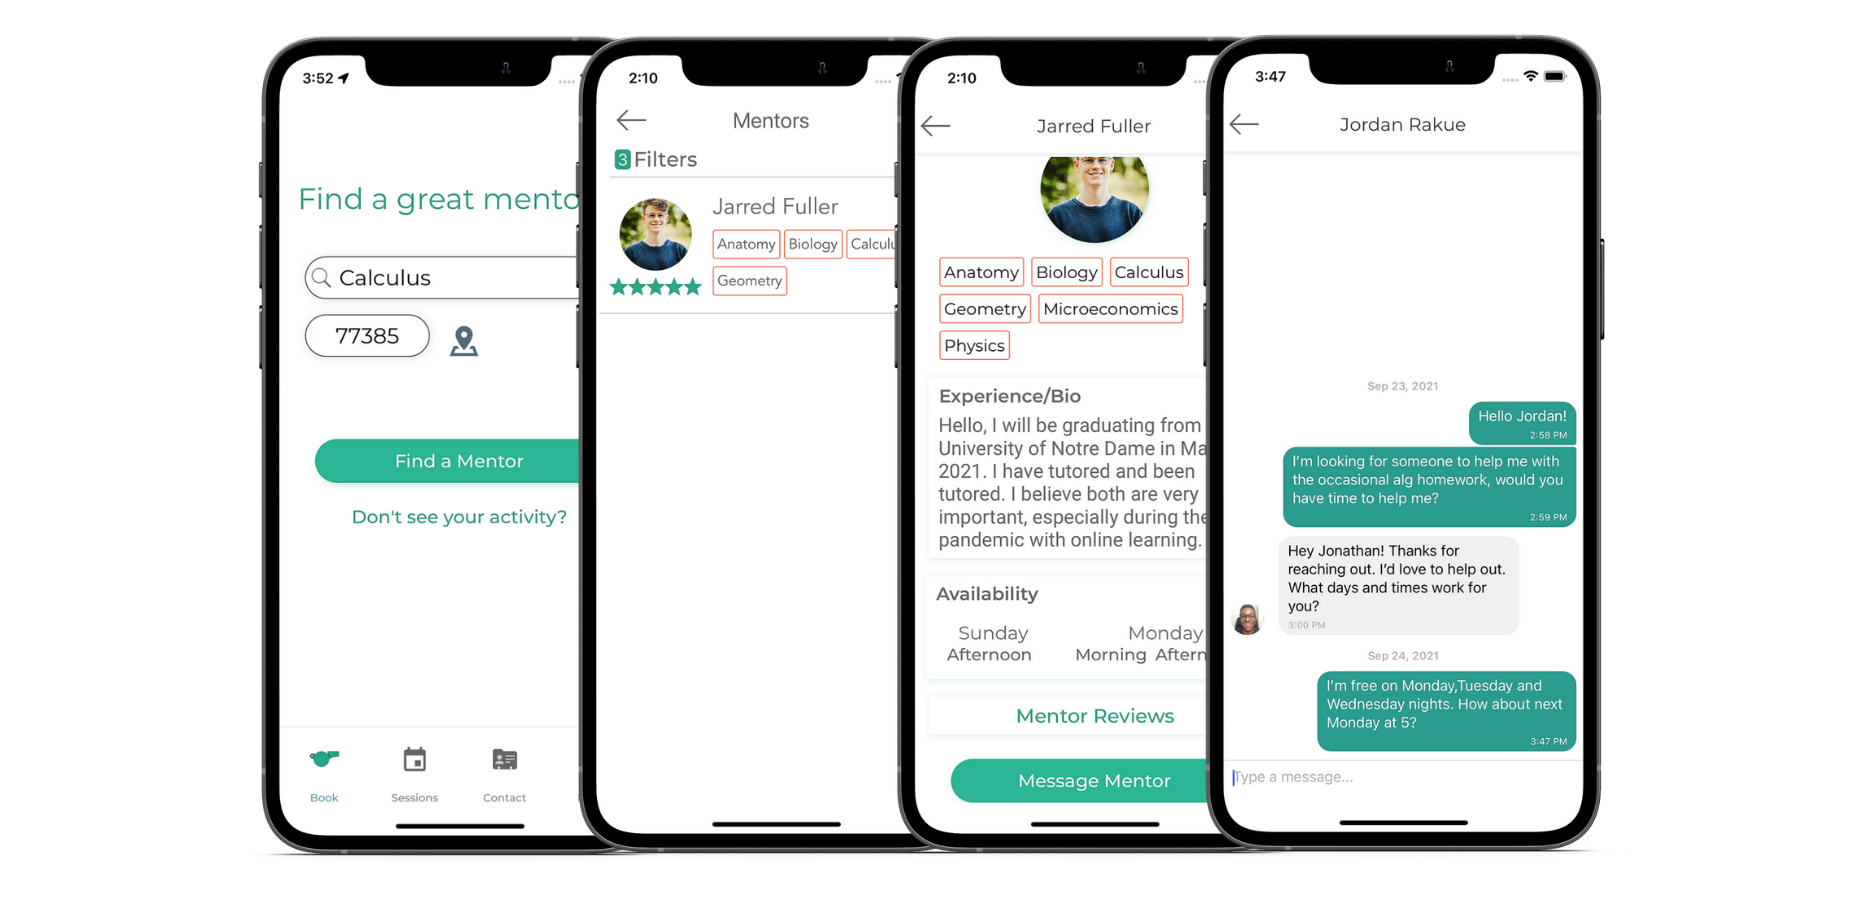 3:52
Find a great mento
Calculus
77385
Find a Mentor
Don't see your activity?
Book
Sessions
Contact
2:10
Mentors
3 Filters
Jarred Fuller
Anatomy Biology Calculu
Geometry
2:10
Jarred Fuller
Anatomy Biology Calculus
Geometry Microeconomics
Physics
Experience/Bio
Hello, I will be graduating from
University of Notre Dame in Ma
2021. I have tutored and been
tutored. I believe both are very
important, especially during the
pandemic with online learning.
Availability
Sunday Monday
Afternoon Morning Aftern
Mentor Reviews
Message Mentor
3:47
Jordan Rakue
Sep 23, 2021
Hello Jordan!
2:58 PM
I'm looking for someone to help me with
the occasional alg homework, would you
have time to help me?
2:59 PM
Hey Jonathan! Thanks for
reaching out. I'd love to help out.
What days and times work for
you?
3:00 PM
Sep 24, 2021
I'm free on Monday,Tuesday and
Wednesday nights. How about next
Monday at 5?
3:47 PM
Type a message...